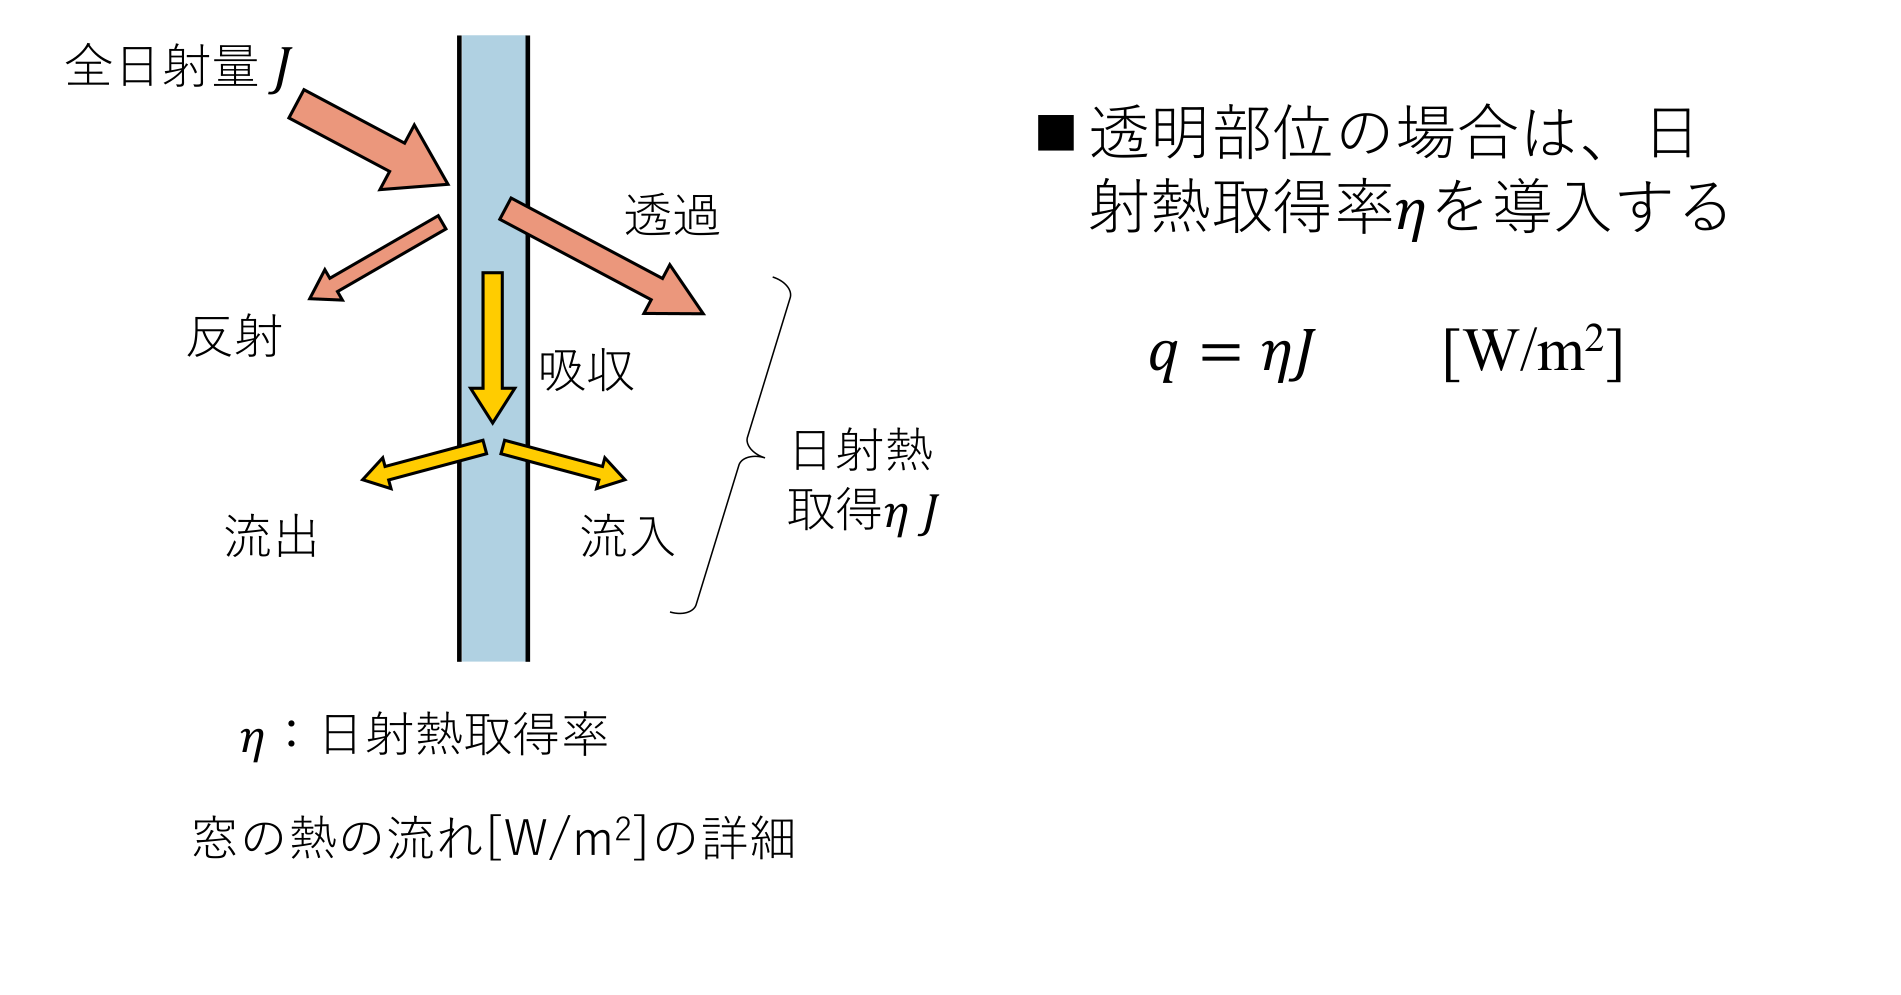 全日射量 J
透過
反射
吸収
日射熱
取得η J
流出
流入
η：日射熱取得率
窓の熱の流れ[W/m²]の詳細
■ 透明部位の場合は、日
射熱取得率ηを導入する
q = ηJ [W/m²]